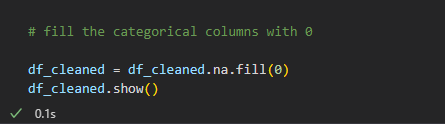 # fill the categorical columns with 0
df_cleaned = df_cleaned.na.fill(0)
df_cleaned.show()
0.1s